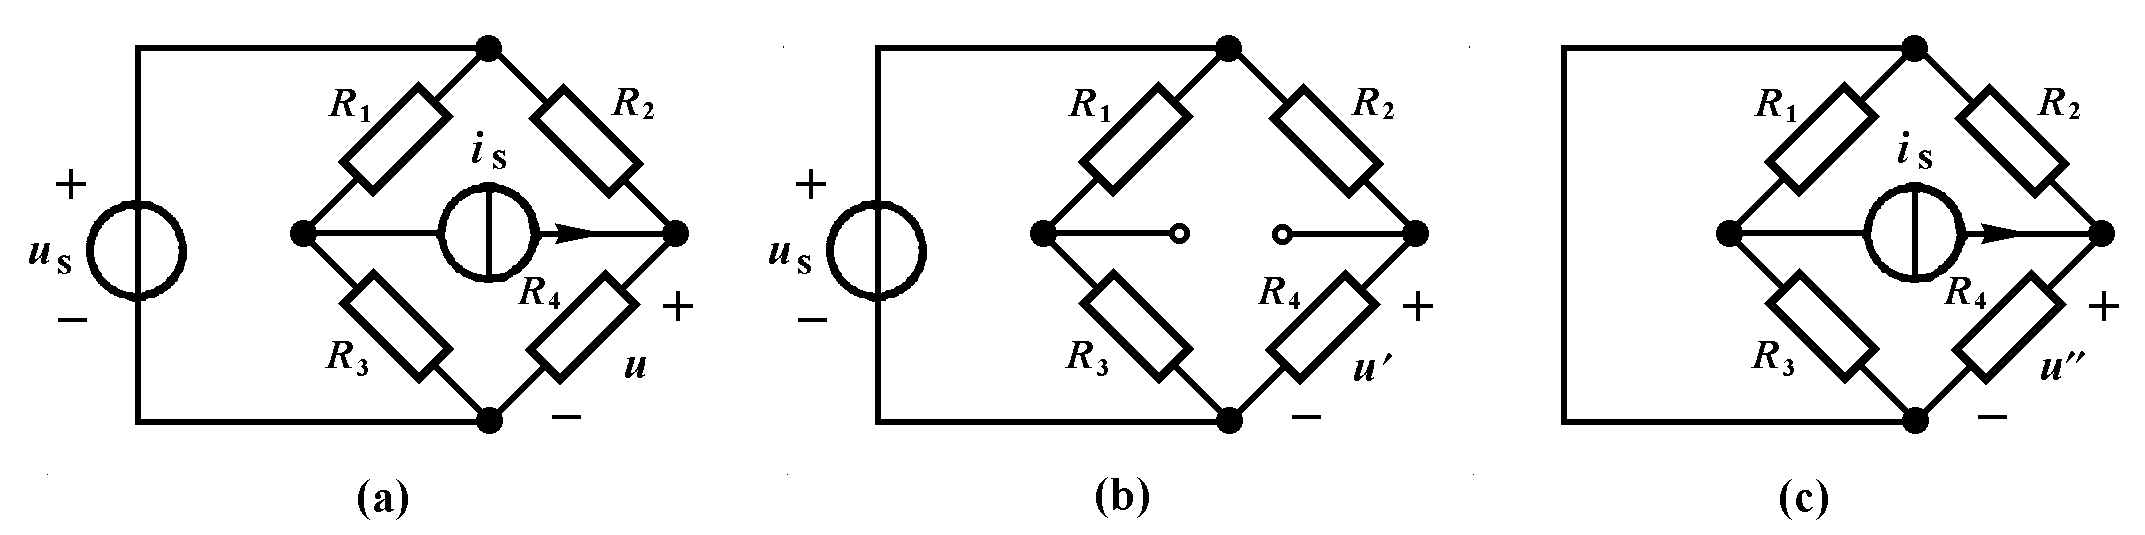 R₁ R₂ R₁ R₂ R₁ R₂
iₛ iₛ
+ + 
uₛ uₛ
− −
R₃ R₄ + R₃ R₄ + R₃ R₄ +
u u′ u″
− − −
(a) (b) (c)